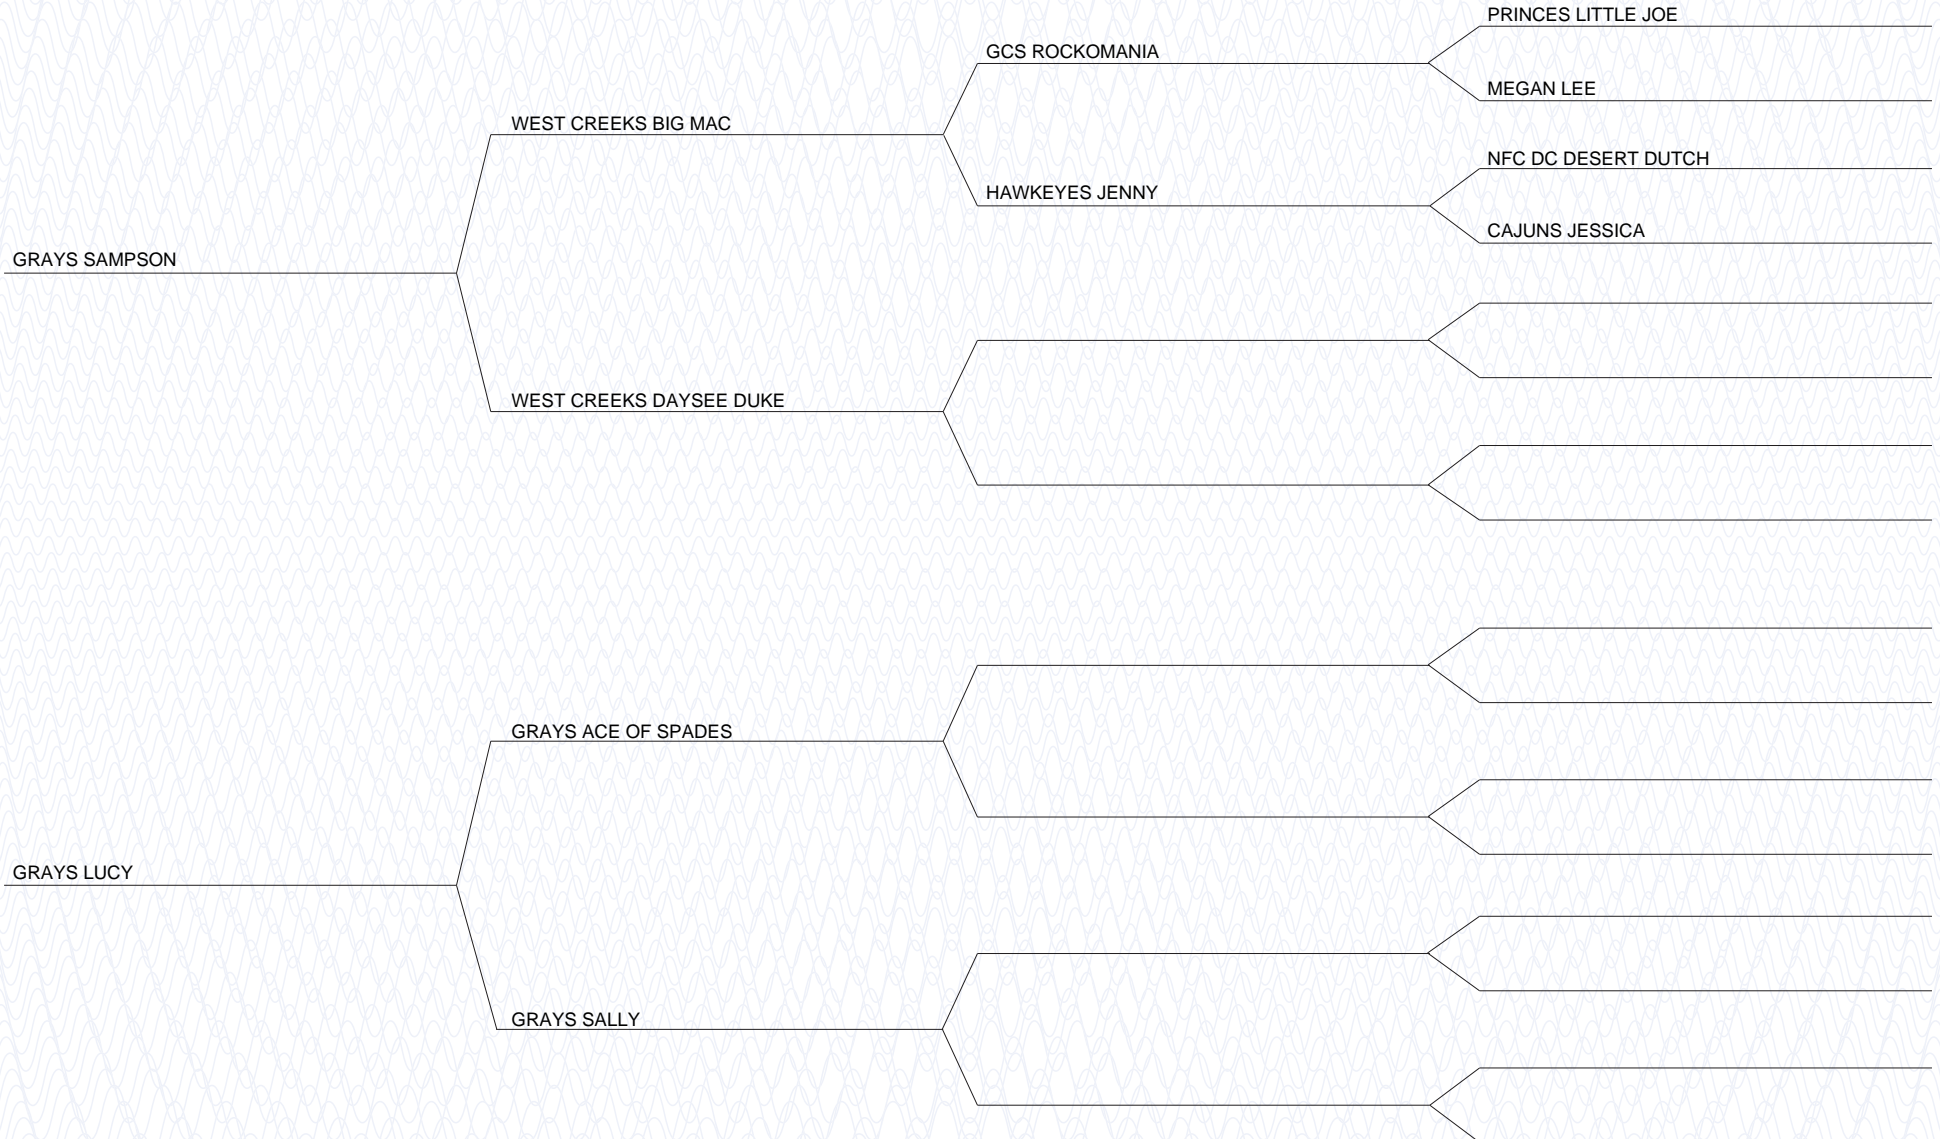 PRINCES LITTLE JOE
GCS ROCKOMANIA
MEGAN LEE
WEST CREEKS BIG MAC
NFC DC DESERT DUTCH
HAWKEYES JENNY
CAJUNS JESSICA
GRAYS SAMPSON
WEST CREEKS DAYSEE DUKE
GRAYS ACE OF SPADES
GRAYS LUCY
GRAYS SALLY